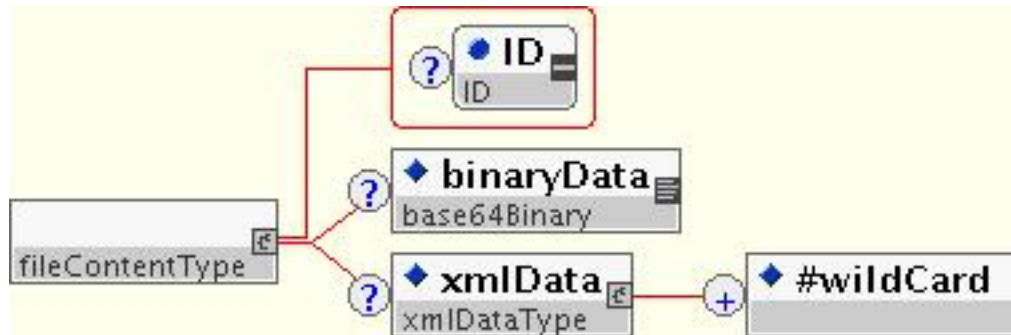 ?
ID
ID
?
binaryData
base64Binary
fileContentType
?
xmlData
xmlDataType
+
#wildCard